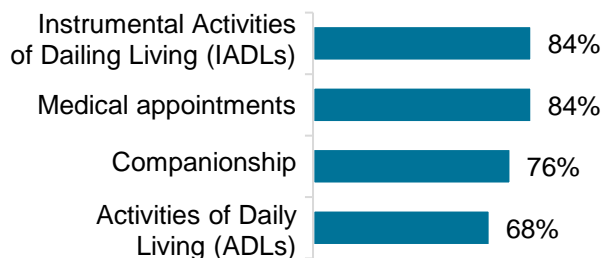 Instrumental Activities
of Dailing Living (IADLs)
84%
Medical appointments
84%
Companionship
76%
Activities of Daily
Living (ADLs)
68%